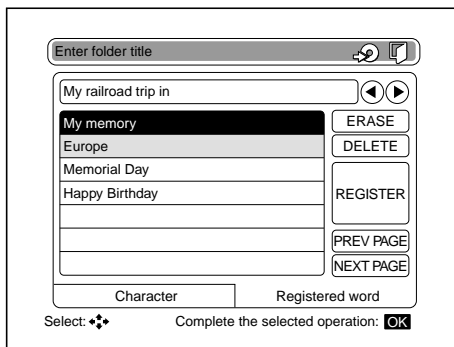 Enter folder title
My railroad trip in
My memory
ERASE
Europe
DELETE
Memorial Day
Happy Birthday
REGISTER
PREV PAGE
NEXT PAGE
Character
Registered word
Select:
Complete the selected operation: OK